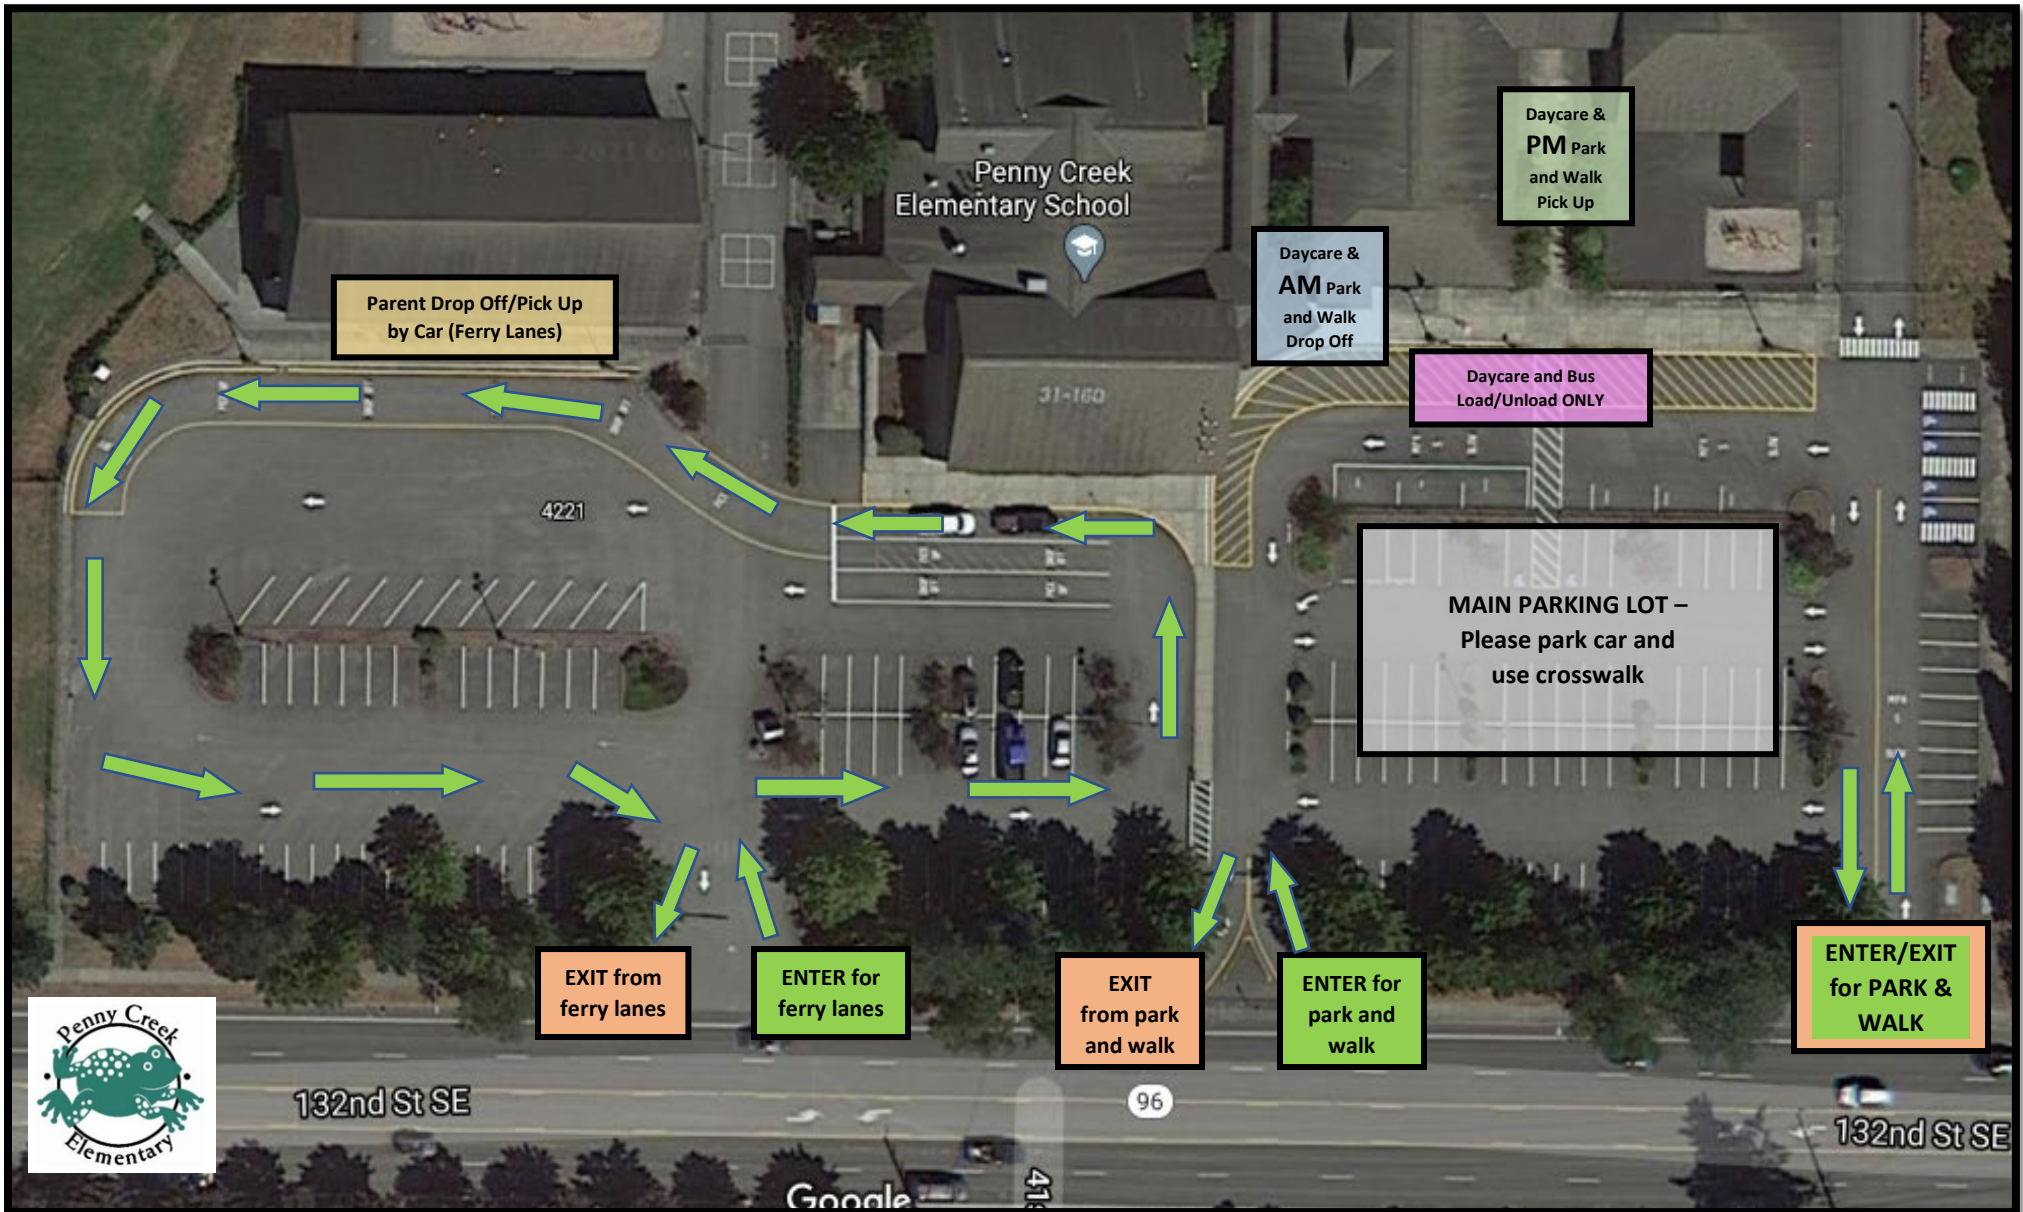 Daycare &
PM Park
and Walk
Pick Up
Penny Creek
Elementary School
Daycare &
AM Park
and Walk
Drop Off
Parent Drop Off/Pick Up
by Car (Ferry Lanes)
Daycare and Bus
Load/Unload ONLY
31-160
4221
MAIN PARKING LOT –
Please park car and
use crosswalk
EXIT from
ferry lanes
ENTER for
ferry lanes
EXIT
from park
and walk
ENTER for
park and
walk
ENTER/EXIT
for PARK &
WALK
Penny Creek
Elementary
132nd St SE
96
132nd St SE
Google